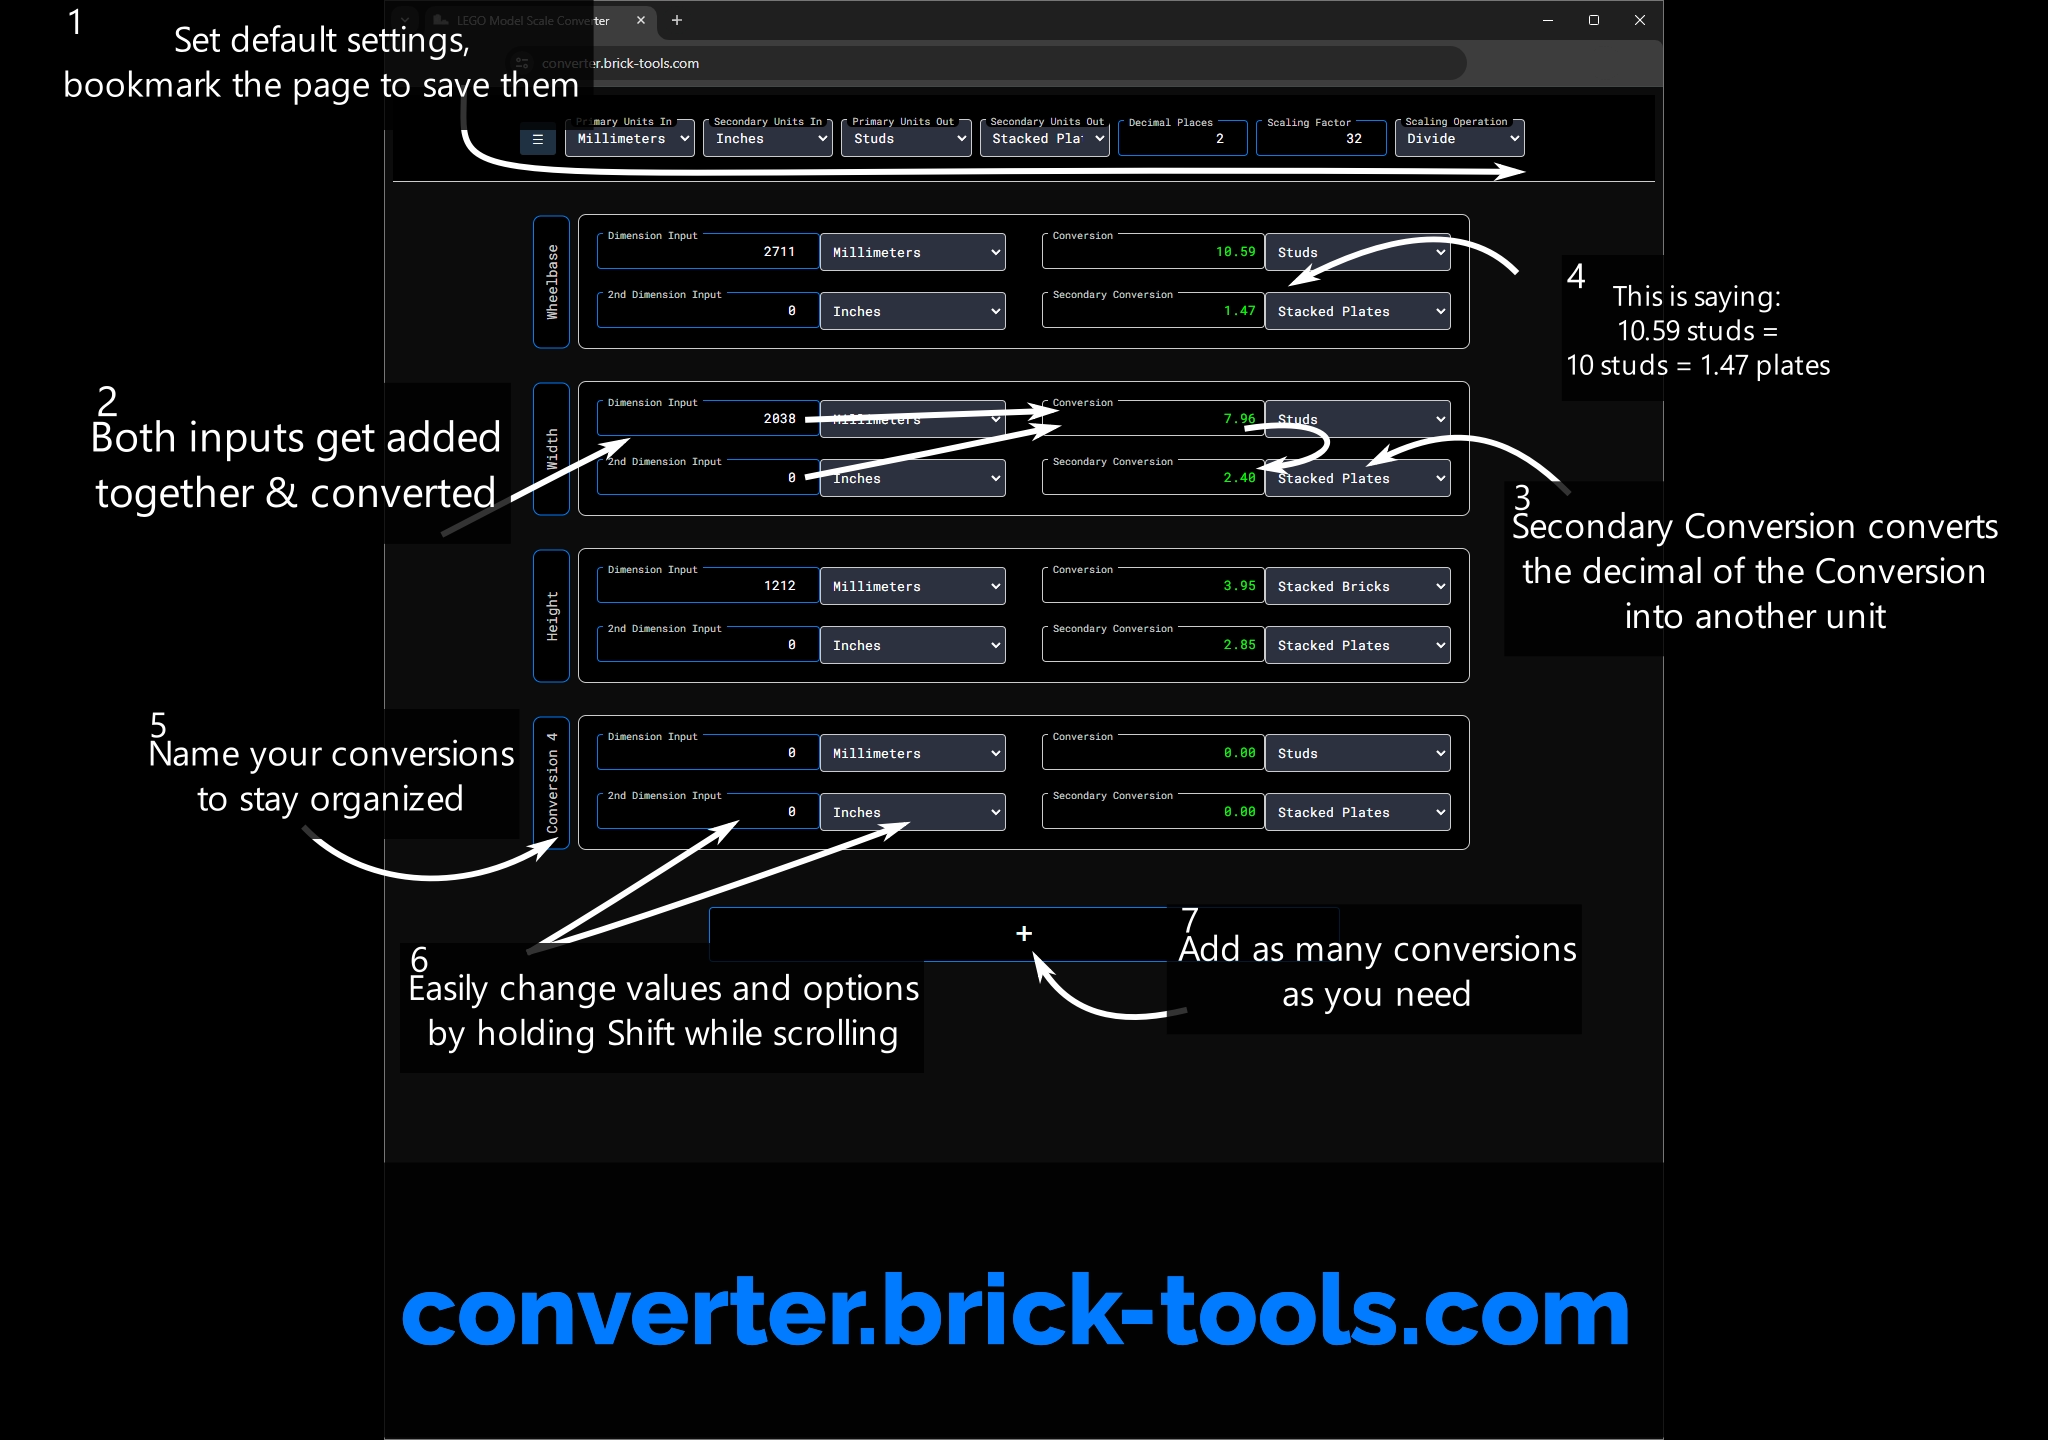 1
Set default settings,
bookmark the page to save them
LEGO Model Scale Converter
converter.brick-tools.com
Primary Units In
Secondary Units In
Primary Units Out
Secondary Units Out
Decimal Places
Scaling Factor
Scaling Operation
Millimeters
Inches
Studs
Stacked Pla
2
32
Divide
Wheelbase
Dimension Input
2711
Millimeters
Conversion
10.59
Studs
2nd Dimension Input
0
Inches
Secondary Conversion
1.47
Stacked Plates
4
This is saying:
10.59 studs =
10 studs = 1.47 plates
2
Both inputs get added
together & converted
Width
Dimension Input
2038
Millimeters
Conversion
7.96
Studs
2nd Dimension Input
0
Inches
Secondary Conversion
2.40
Stacked Plates
3
Secondary Conversion converts
the decimal of the Conversion
into another unit
Height
Dimension Input
1212
Millimeters
Conversion
3.95
Stacked Bricks
2nd Dimension Input
0
Inches
Secondary Conversion
2.85
Stacked Plates
5
Name your conversions
to stay organized
Conversion 4
Dimension Input
0
Millimeters
Conversion
0.00
Studs
2nd Dimension Input
0
Inches
Secondary Conversion
0.00
Stacked Plates
6
Easily change values and options
by holding Shift while scrolling
+
7
Add as many conversions
as you need
converter.brick-tools.com